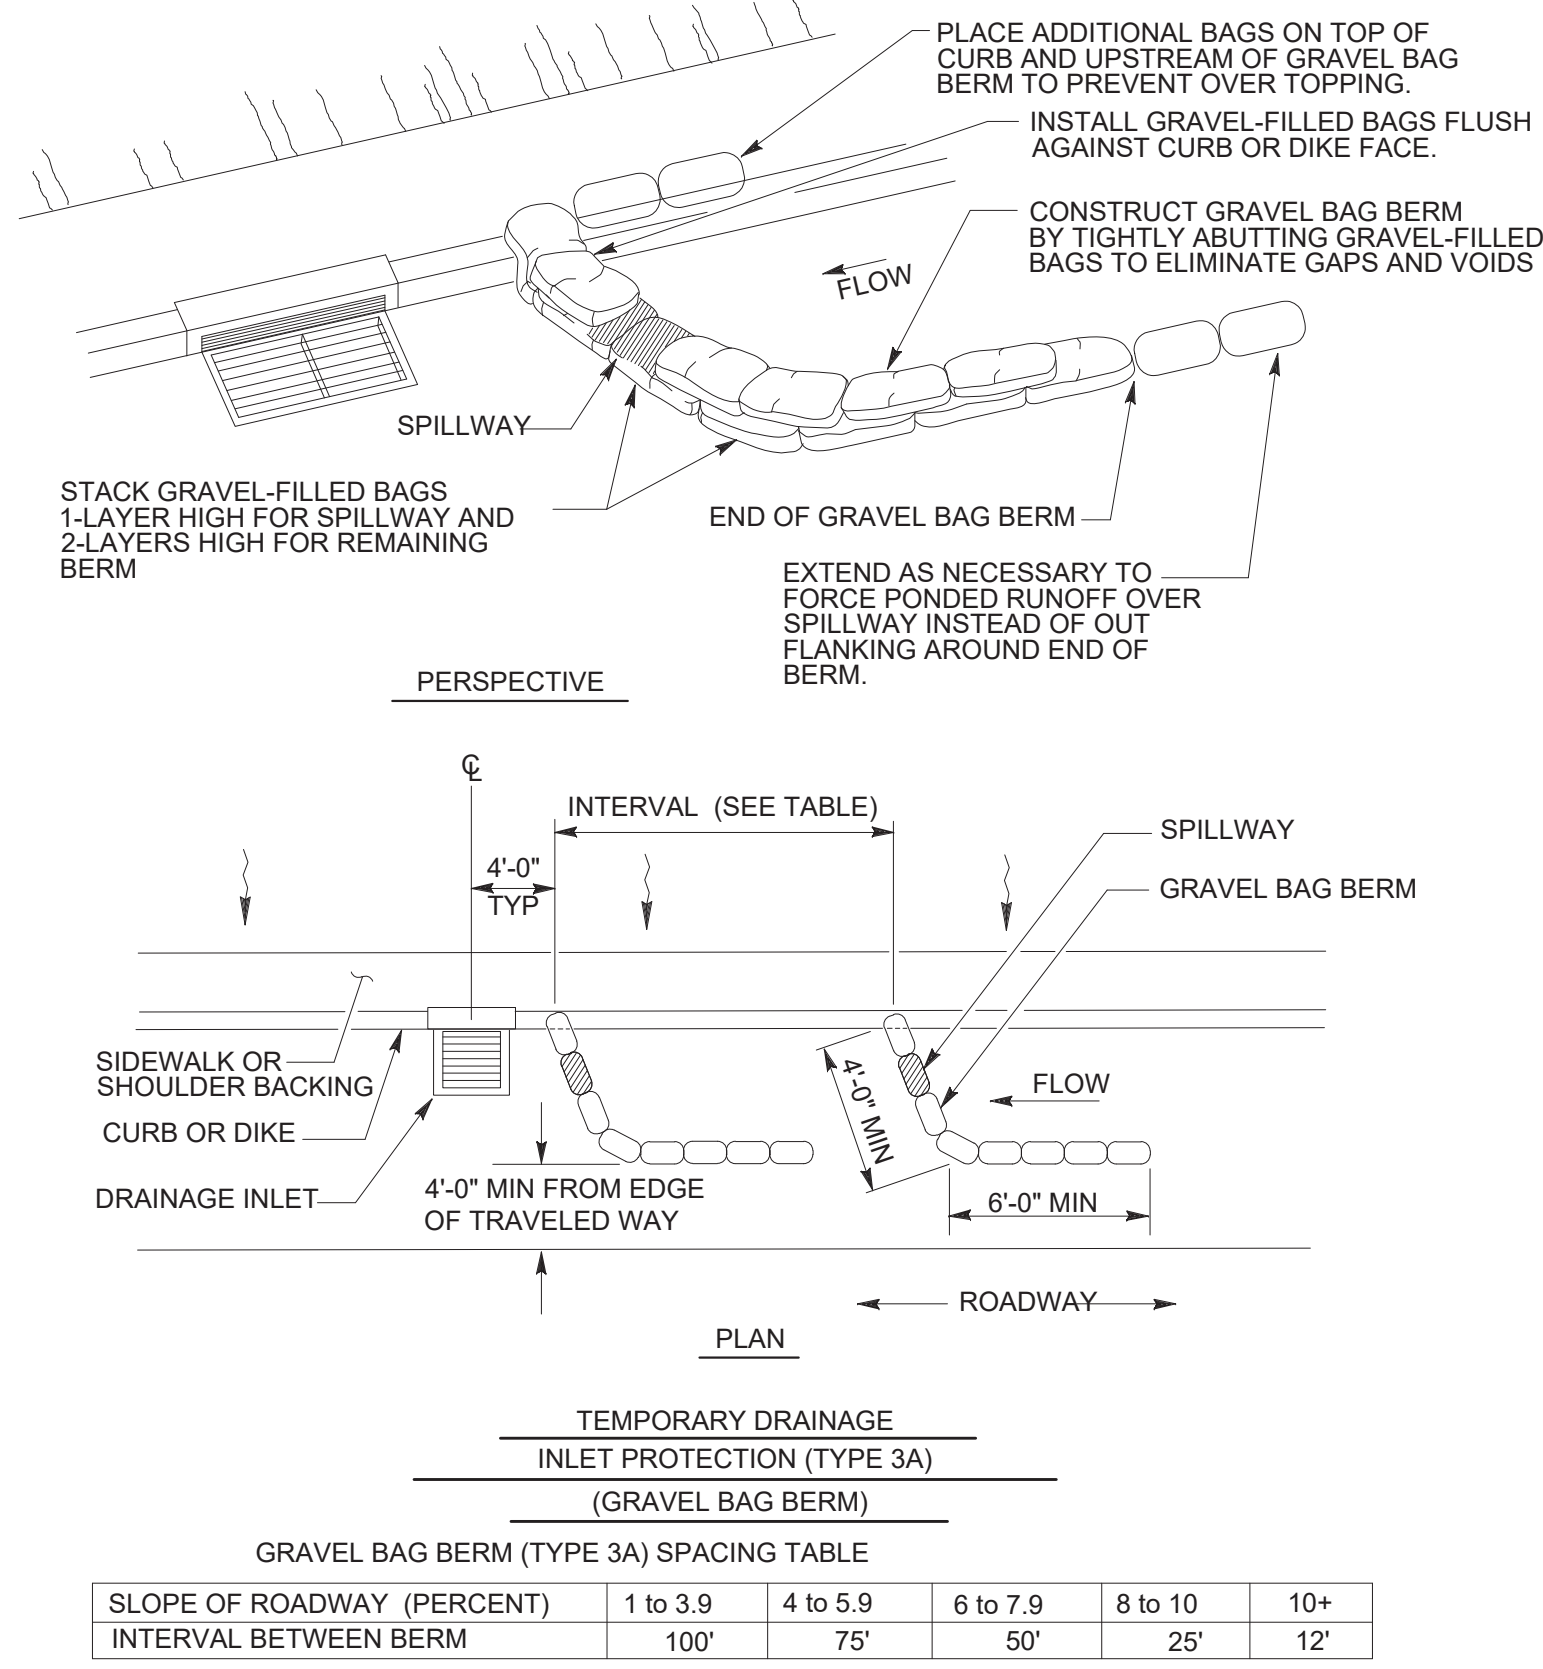 PLACE ADDITIONAL BAGS ON TOP OF
CURB AND UPSTREAM OF GRAVEL BAG
BERM TO PREVENT OVER TOPPING.
INSTALL GRAVEL-FILLED BAGS FLUSH
AGAINST CURB OR DIKE FACE.
CONSTRUCT GRAVEL BAG BERM
BY TIGHTLY ABUTTING GRAVEL-FILLED
BAGS TO ELIMINATE GAPS AND VOIDS
FLOW
SPILLWAY
STACK GRAVEL-FILLED BAGS
1-LAYER HIGH FOR SPILLWAY AND
2-LAYERS HIGH FOR REMAINING
BERM
END OF GRAVEL BAG BERM
EXTEND AS NECESSARY TO
FORCE PONDED RUNOFF OVER
SPILLWAY INSTEAD OF OUT
FLANKING AROUND END OF
BERM.
PERSPECTIVE
℄
INTERVAL (SEE TABLE)
4'-0"
TYP
SPILLWAY
GRAVEL BAG BERM
SIDEWALK OR
SHOULDER BACKING
CURB OR DIKE
DRAINAGE INLET
4'-0" MIN FROM EDGE
OF TRAVELED WAY
4'-0" MIN
FLOW
6'-0" MIN
ROADWAY
PLAN
TEMPORARY DRAINAGE
INLET PROTECTION (TYPE 3A)
(GRAVEL BAG BERM)
GRAVEL BAG BERM (TYPE 3A) SPACING TABLE
SLOPE OF ROADWAY (PERCENT) 1 to 3.9 4 to 5.9 6 to 7.9 8 to 10 10+
INTERVAL BETWEEN BERM 100' 75' 50' 25' 12'